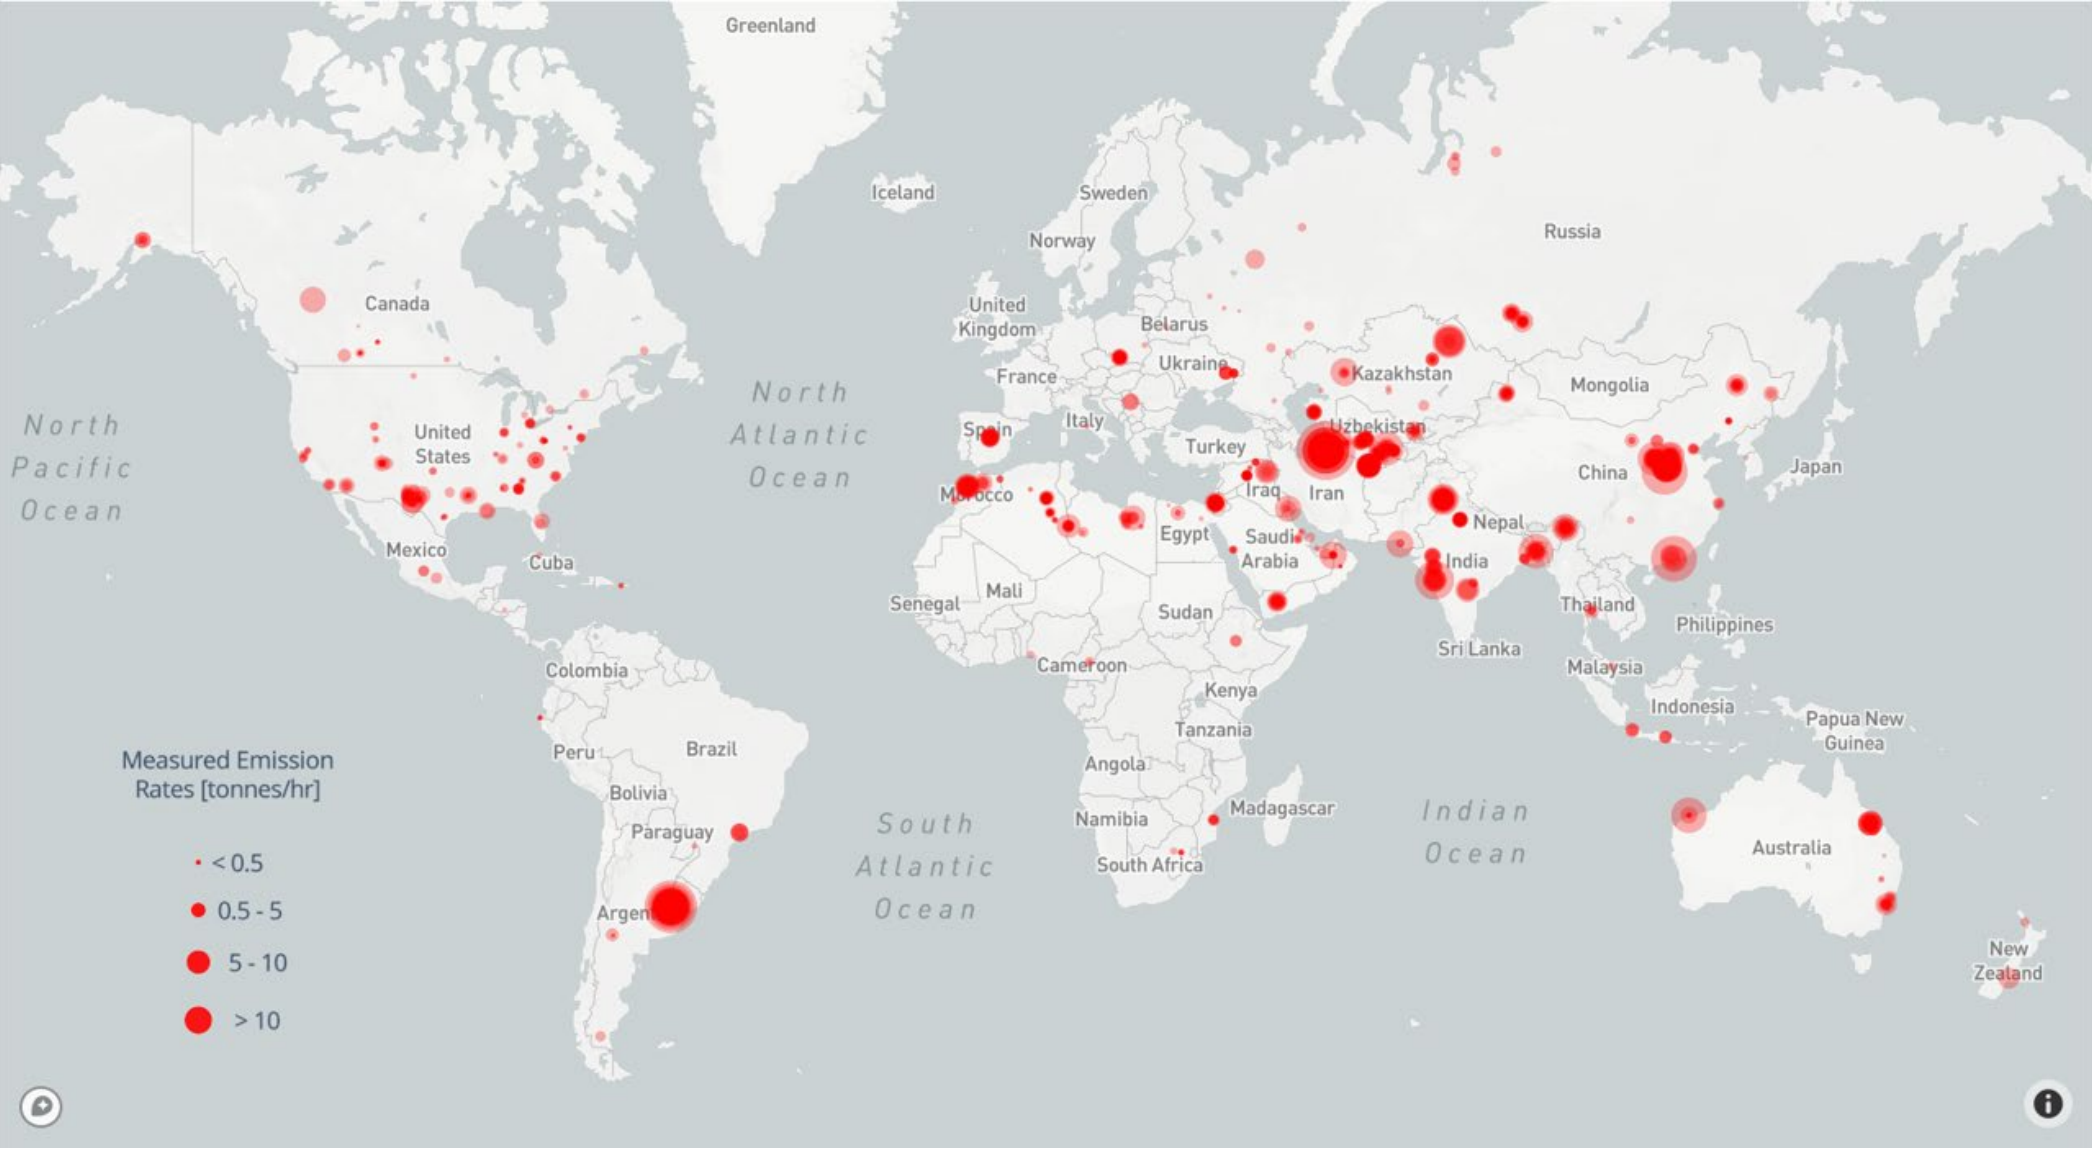 Greenland
Iceland
Sweden
Norway
Russia
Canada
United
Kingdom
Belarus
Ukraine
France
Kazakhstan
Mongolia
North
Atlantic
Ocean
North
Pacific
Ocean
United
States
Italy
Spain
Uzbekistan
Turkey
China
Japan
Morocco
Iraq
Iran
Nepal
Egypt
Saudi
Arabia
India
Mexico
Cuba
Mali
Senegal
Sudan
Thailand
Philippines
Sri Lanka
Colombia
Cameroon
Malaysia
Kenya
Indonesia
Papua New
Guinea
Tanzania
Peru
Brazil
Angola
Bolivia
Measured Emission
Rates [tonnes/hr]
Namibia
Madagascar
Indian
Ocean
South
Atlantic
Ocean
Paraguay
South Africa
Australia
< 0.5
0.5 - 5
5 - 10
> 10
Argen
New
Zealand